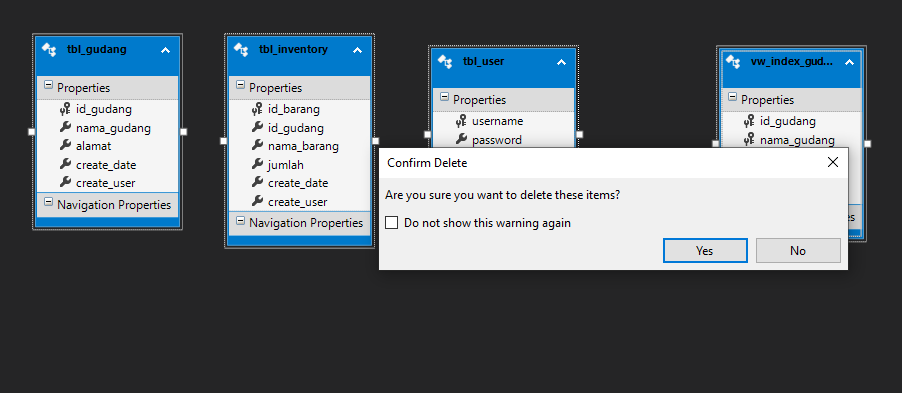 tbl_gudang
Properties
id_gudang
nama_gudang
alamat
create_date
create_user
Navigation Properties
tbl_inventory
Properties
id_barang
id_gudang
nama_barang
jumlah
create_date
create_user
Navigation Properties
tbl_user
Properties
username
password
vw_index_gud...
Properties
id_gudang
nama_gudang
Confirm Delete
Are you sure you want to delete these items?
Do not show this warning again
Yes
No